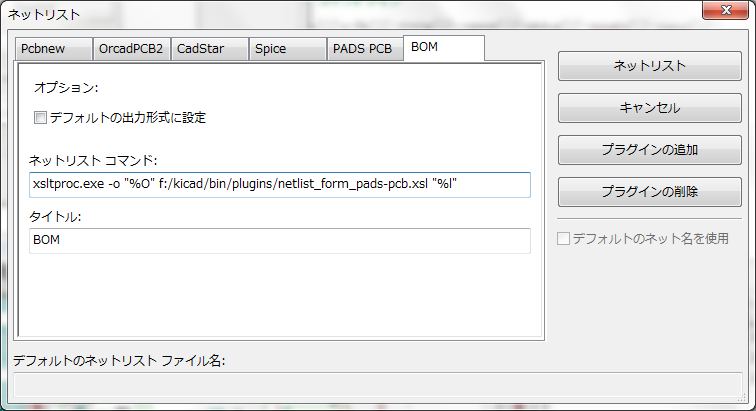 ネットリスト
Pcbnew
OrcadPCB2
CadStar
Spice
PADS PCB
BOM
オプション:
デフォルトの出力形式に設定
ネットリスト コマンド:
xsltproc.exe -o "%O" f:/kicad/bin/plugins/netlist_form_pads-pcb.xsl "%I"
タイトル:
BOM
ネットリスト
キャンセル
プラグインの追加
プラグインの削除
デフォルトのネット名を使用
デフォルトのネットリスト ファイル名: